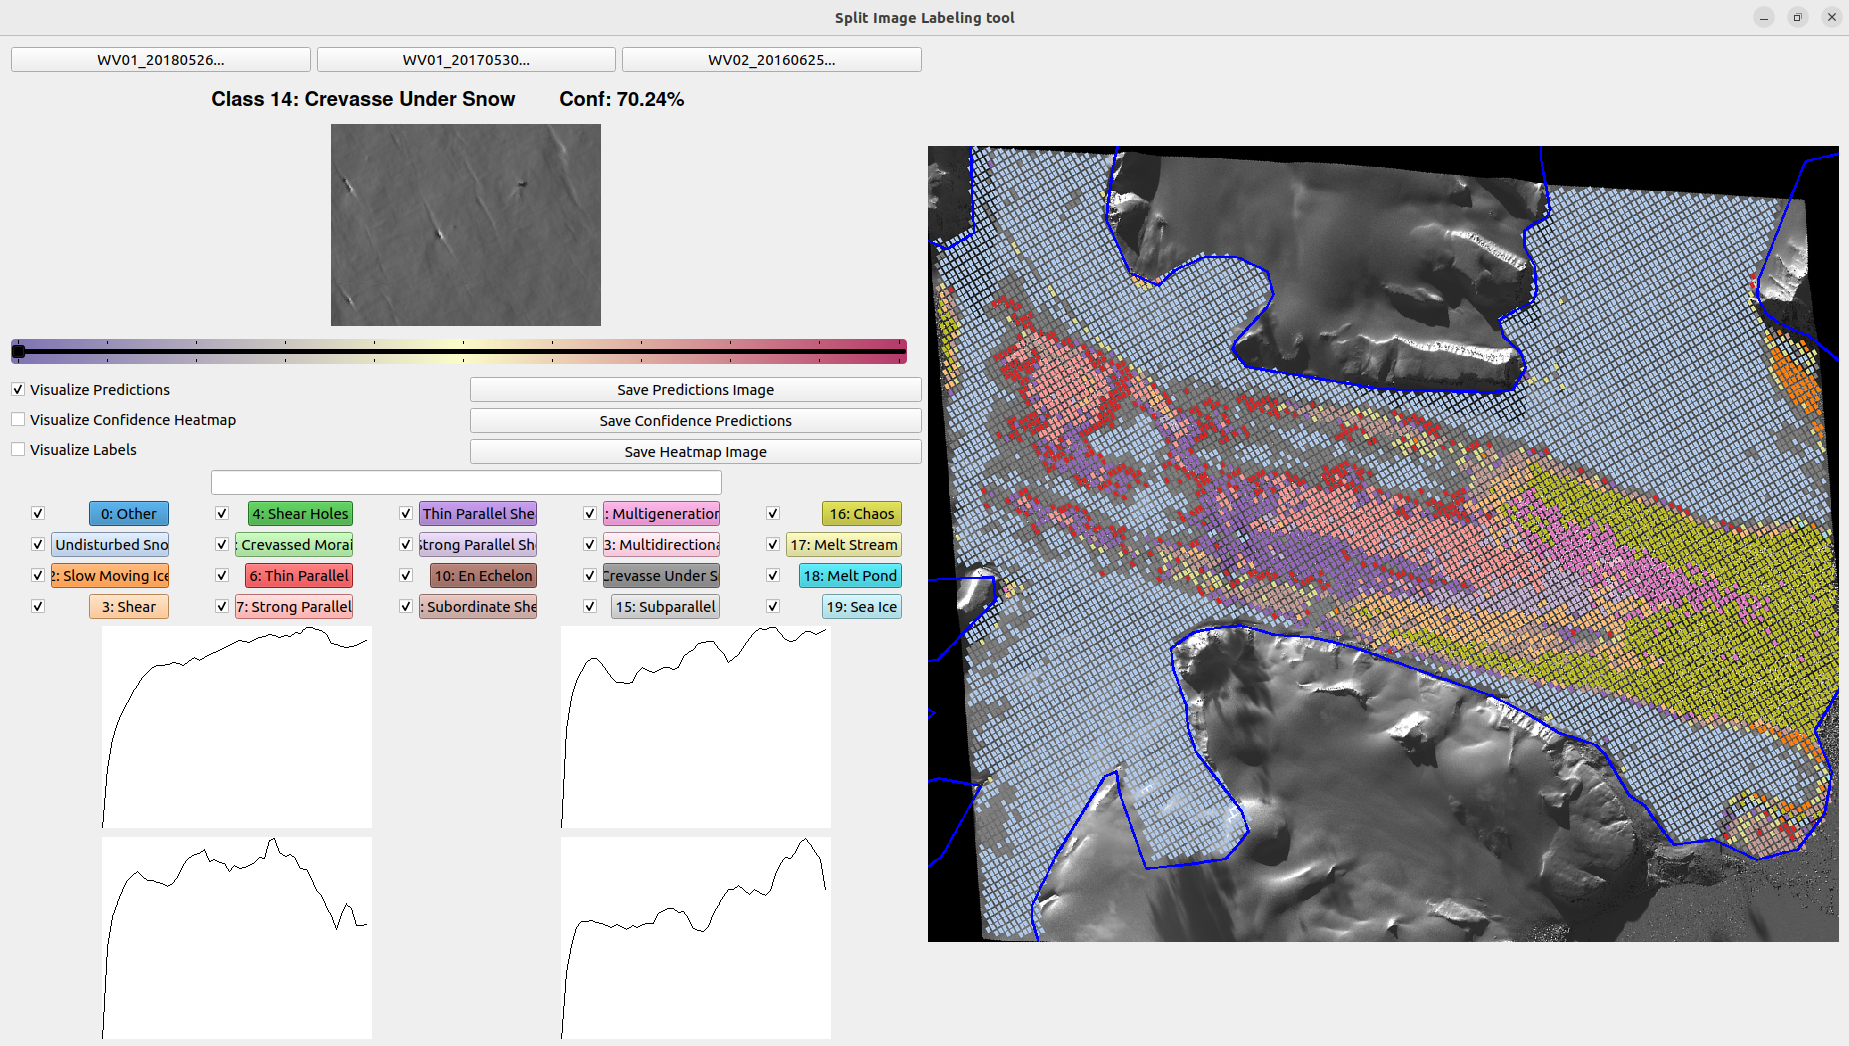 Split Image Labeling tool
WV01_20180526...
WV01_20170530...
WV02_20160625...
Class 14: Crevasse Under Snow
Conf: 70.24%
Visualize Predictions
Save Predictions Image
Visualize Confidence Heatmap
Save Confidence Predictions
Visualize Labels
Save Heatmap Image
0: Other
4: Shear Holes
Thin Parallel She
: Multigeneration
16: Chaos
Undisturbed Sno
: Crevassed Morai
strong Parallel Sh
3: Multidirectiona
17: Melt Stream
2: Slow Moving Ice
6: Thin Parallel
10: En Echelon
Crevasse Under S
18: Melt Pond
3: Shear
7: Strong Parallel
: Subordinate She
15: Subparallel
19: Sea Ice